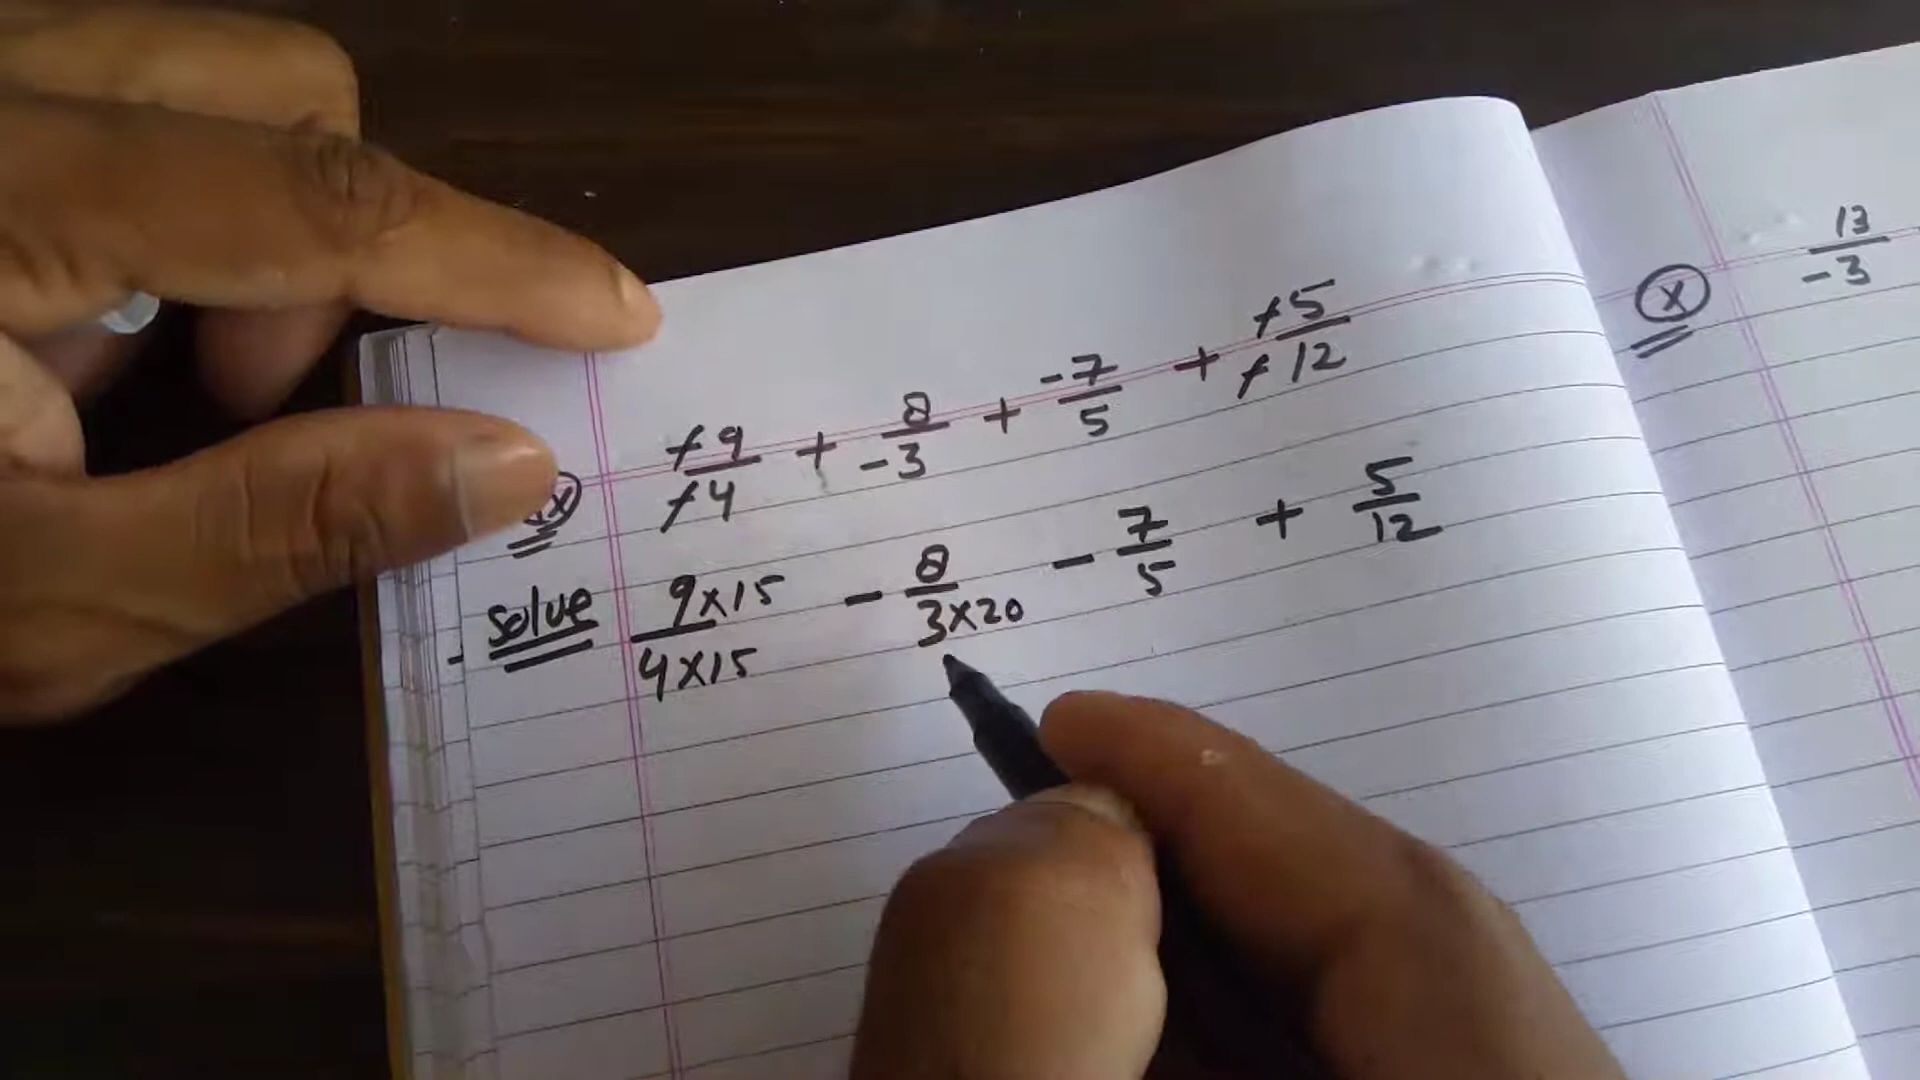 (ix) -9/-4 + 8/-3 + -7/5 + -5/-12
solve 9×15/4×15 - 8/3×20 - 7/5 + 5/12
(x) 13/-3